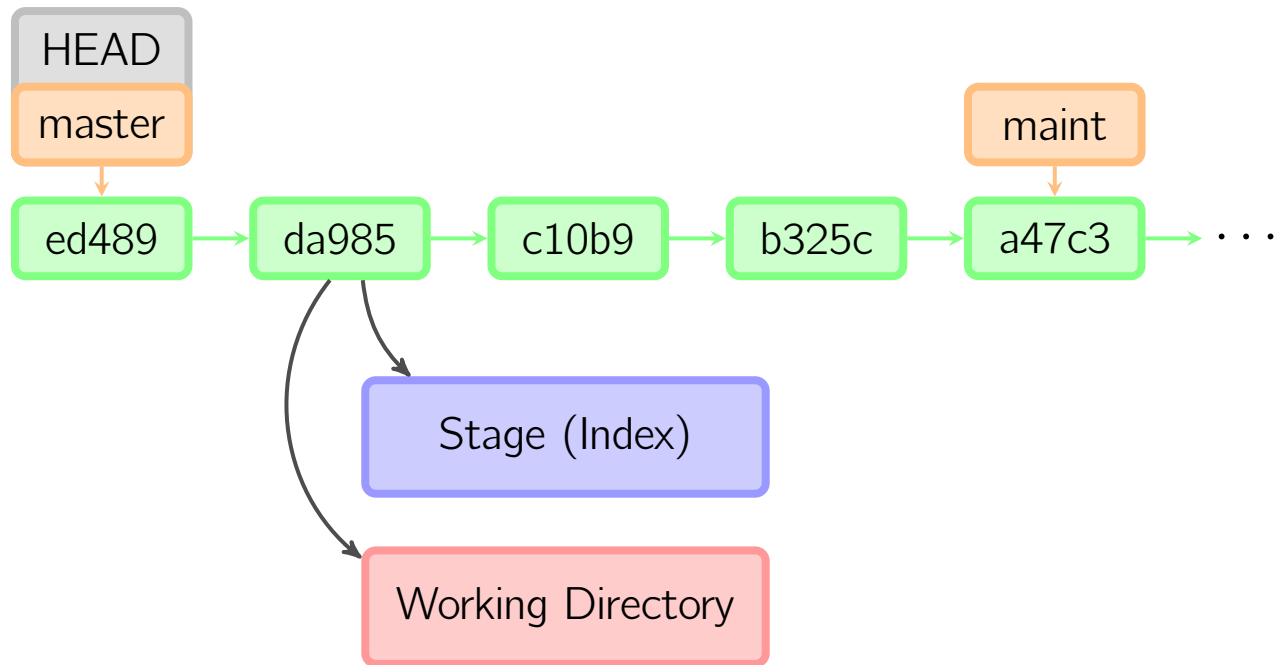 HEAD
master
maint
ed489
da985
c10b9
b325c
a47c3
···
Stage (Index)
Working Directory